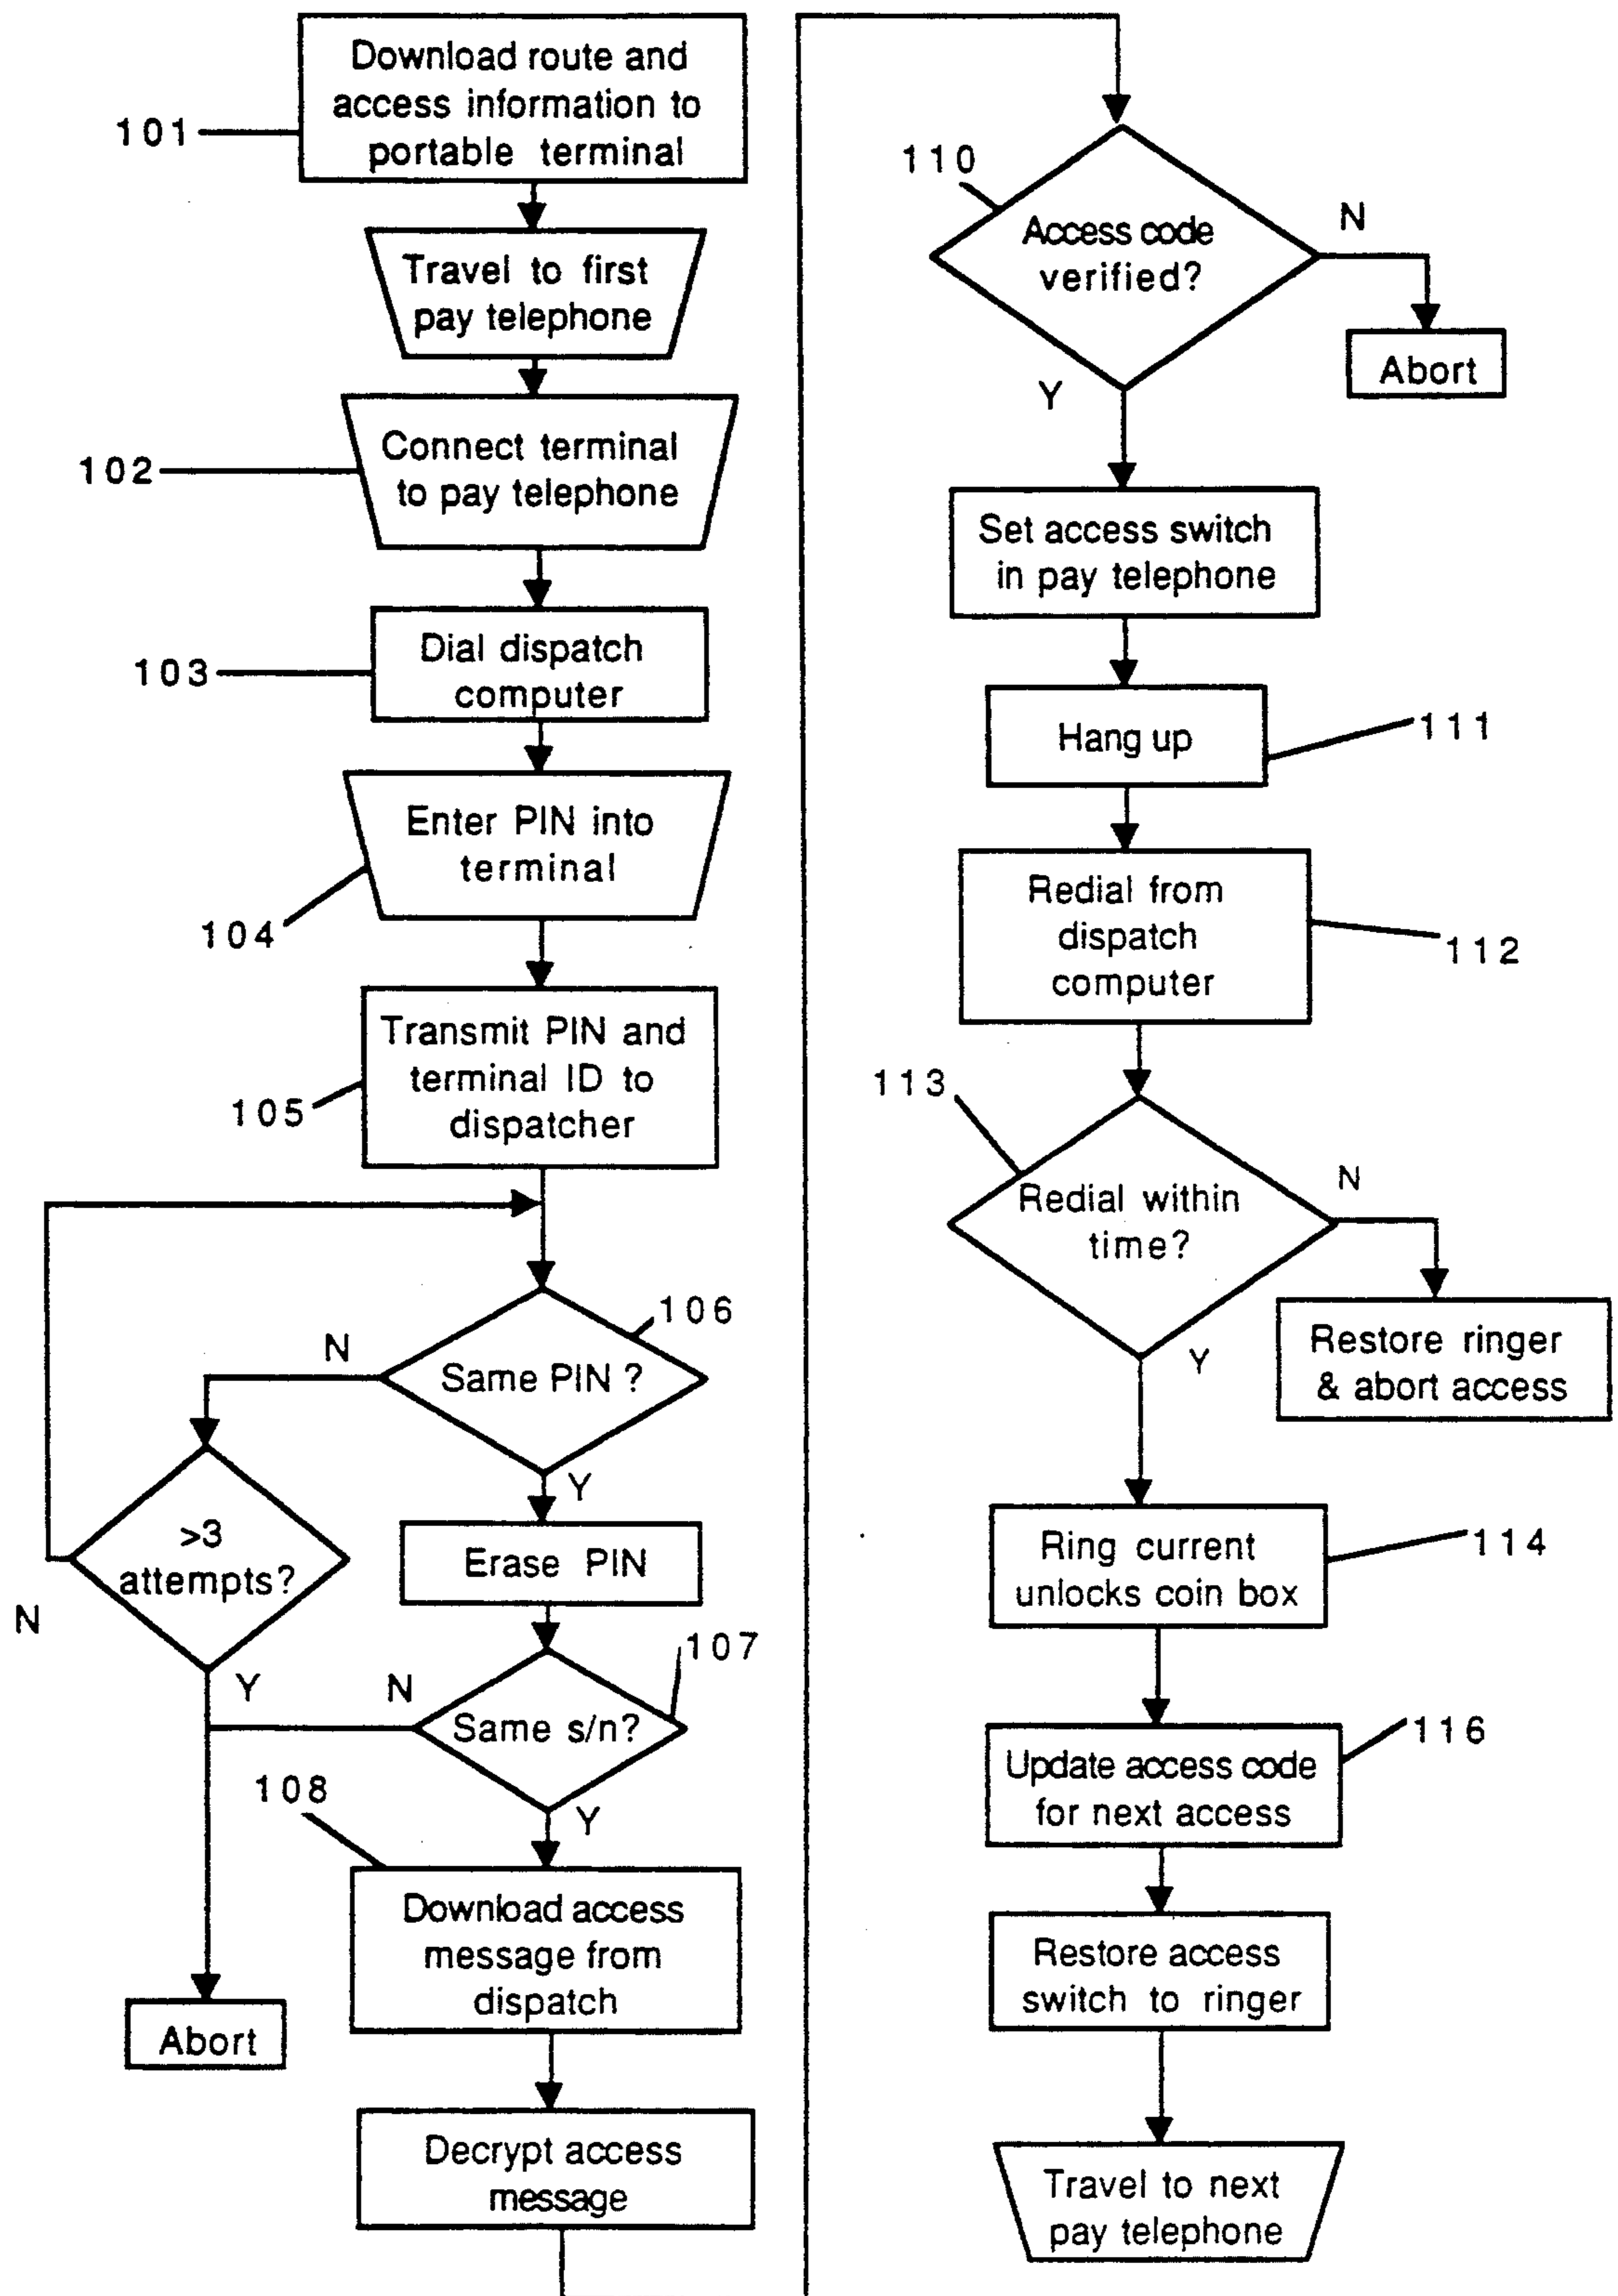 Download route and
access information to
portable terminal
101
Travel to first
pay telephone
Connect terminal
to pay telephone
102
Dial dispatch
computer
103
Enter PIN into
terminal
104
Transmit PIN and
terminal ID to
dispatcher
105
106
N
Same PIN ?
Y
>3
attempts?
N
Y
Erase PIN
107
N
Same s/n?
Y
108
Download access
message from
dispatch
Abort
Decrypt access
message
110
Access code
verified?
N
Abort
Y
Set access switch
in pay telephone
Hang up
111
Redial from
dispatch
computer
112
113
Redial within
time?
N
Restore ringer
& abort access
Y
Ring current
unlocks coin box
114
Update access code
for next access
116
Restore access
switch to ringer
Travel to next
pay telephone